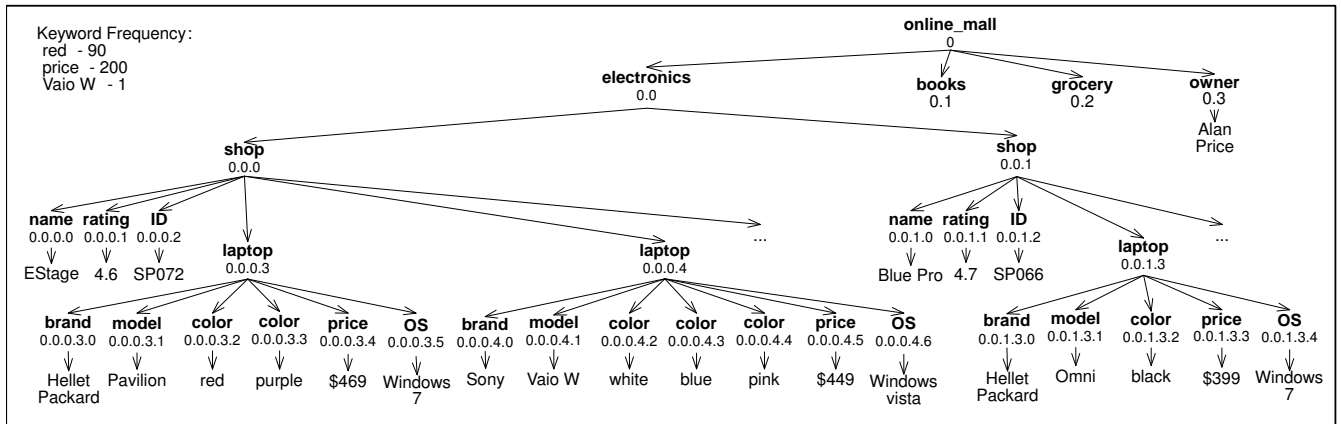 Keyword Frequency:
red - 90
price - 200
Vaio W - 1
online_mall
0
electronics
0.0
books
0.1
grocery
0.2
owner
0.3
Alan
Price
shop
0.0.0
shop
0.0.1
name
0.0.0.0
EStage
rating
0.0.0.1
4.6
ID
0.0.0.2
SP072
laptop
0.0.0.3
laptop
0.0.0.4
...
name
0.0.1.0
Blue Pro
rating
0.0.1.1
4.7
ID
0.0.1.2
SP066
laptop
0.0.1.3
...
brand
0.0.0.3.0
Hellet
Packard
model
0.0.0.3.1
Pavilion
color
0.0.0.3.2
red
color
0.0.0.3.3
purple
price
0.0.0.3.4
$469
OS
0.0.0.3.5
Windows
7
brand
0.0.0.4.0
Sony
model
0.0.0.4.1
Vaio W
color
0.0.0.4.2
white
color
0.0.0.4.3
blue
color
0.0.0.4.4
pink
price
0.0.0.4.5
$449
OS
0.0.0.4.6
Windows
vista
brand
0.0.1.3.0
Hellet
Packard
model
0.0.1.3.1
Omni
color
0.0.1.3.2
black
price
0.0.1.3.3
$399
OS
0.0.1.3.4
Windows
7